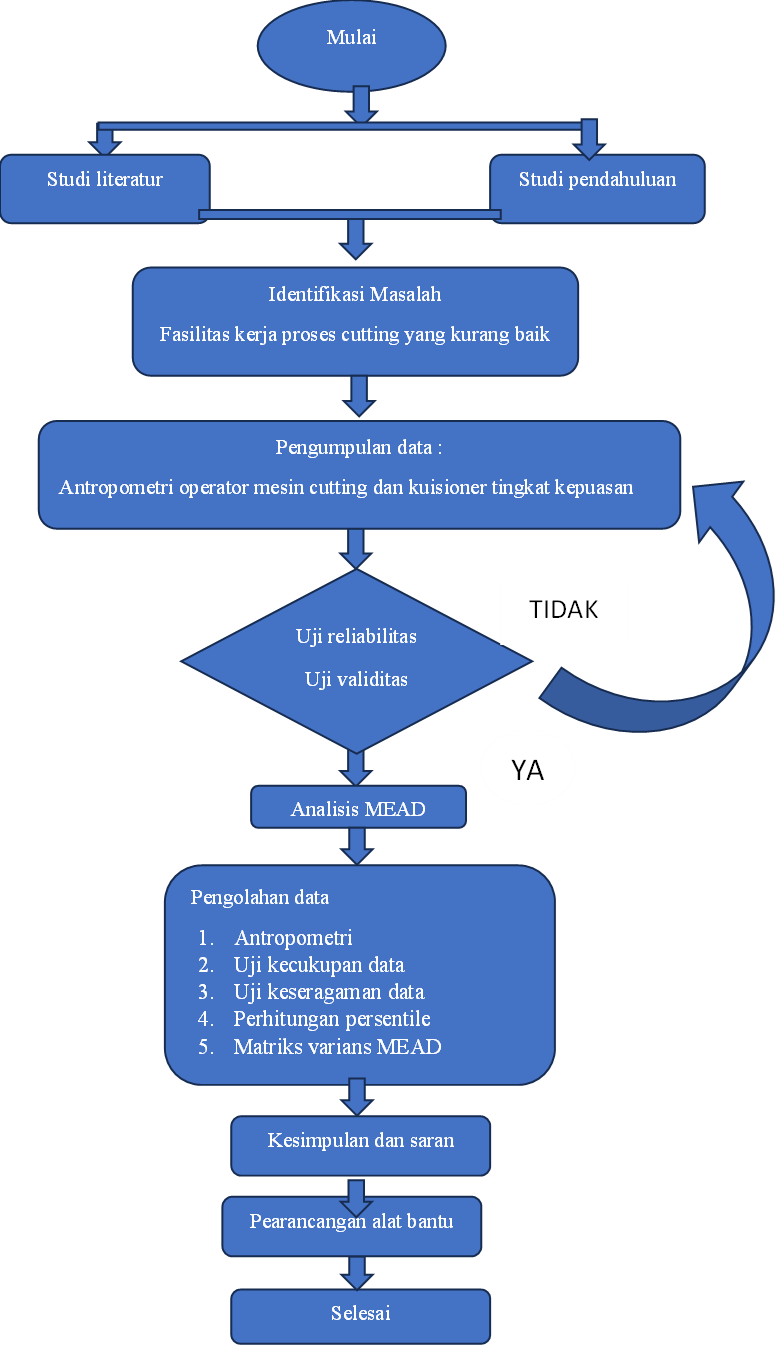 Mulai
Studi literatur
Studi pendahuluan
Identifikasi Masalah
Fasilitas kerja proses cutting yang kurang baik
Pengumpulan data :
Antropometri operator mesin cutting dan kuisioner tingkat kepuasan
TIDAK
Uji reliabilitas
Uji validitas
YA
Analisis MEAD
Pengolahan data
1. Antropometri
2. Uji kecukupan data
3. Uji keseragaman data
4. Perhitungan persentile
5. Matriks varians MEAD
Kesimpulan dan saran
Pearancangan alat bantu
Selesai